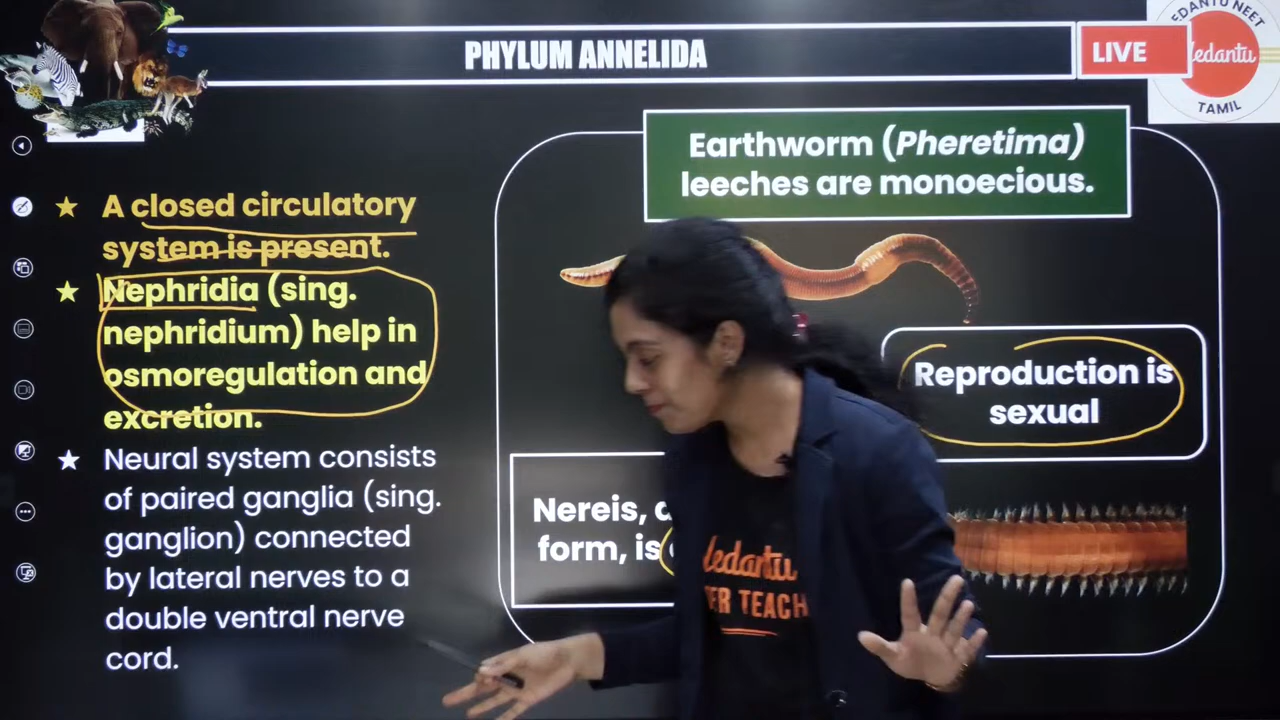 PHYLUM ANNELIDA
LIVE
VEDANTU NEET
Vedantu
TAMIL
Earthworm (Pheretima)
leeches are monoecious.
★ A closed circulatory
system is present.
★ Nephridia (sing.
nephridium) help in
osmoregulation and
excretion.
★ Neural system consists
of paired ganglia (sing.
ganglion) connected
by lateral nerves to a
double ventral nerve
cord.
Reproduction is
sexual
Nereis,
form, is
Vedantu
TEACH